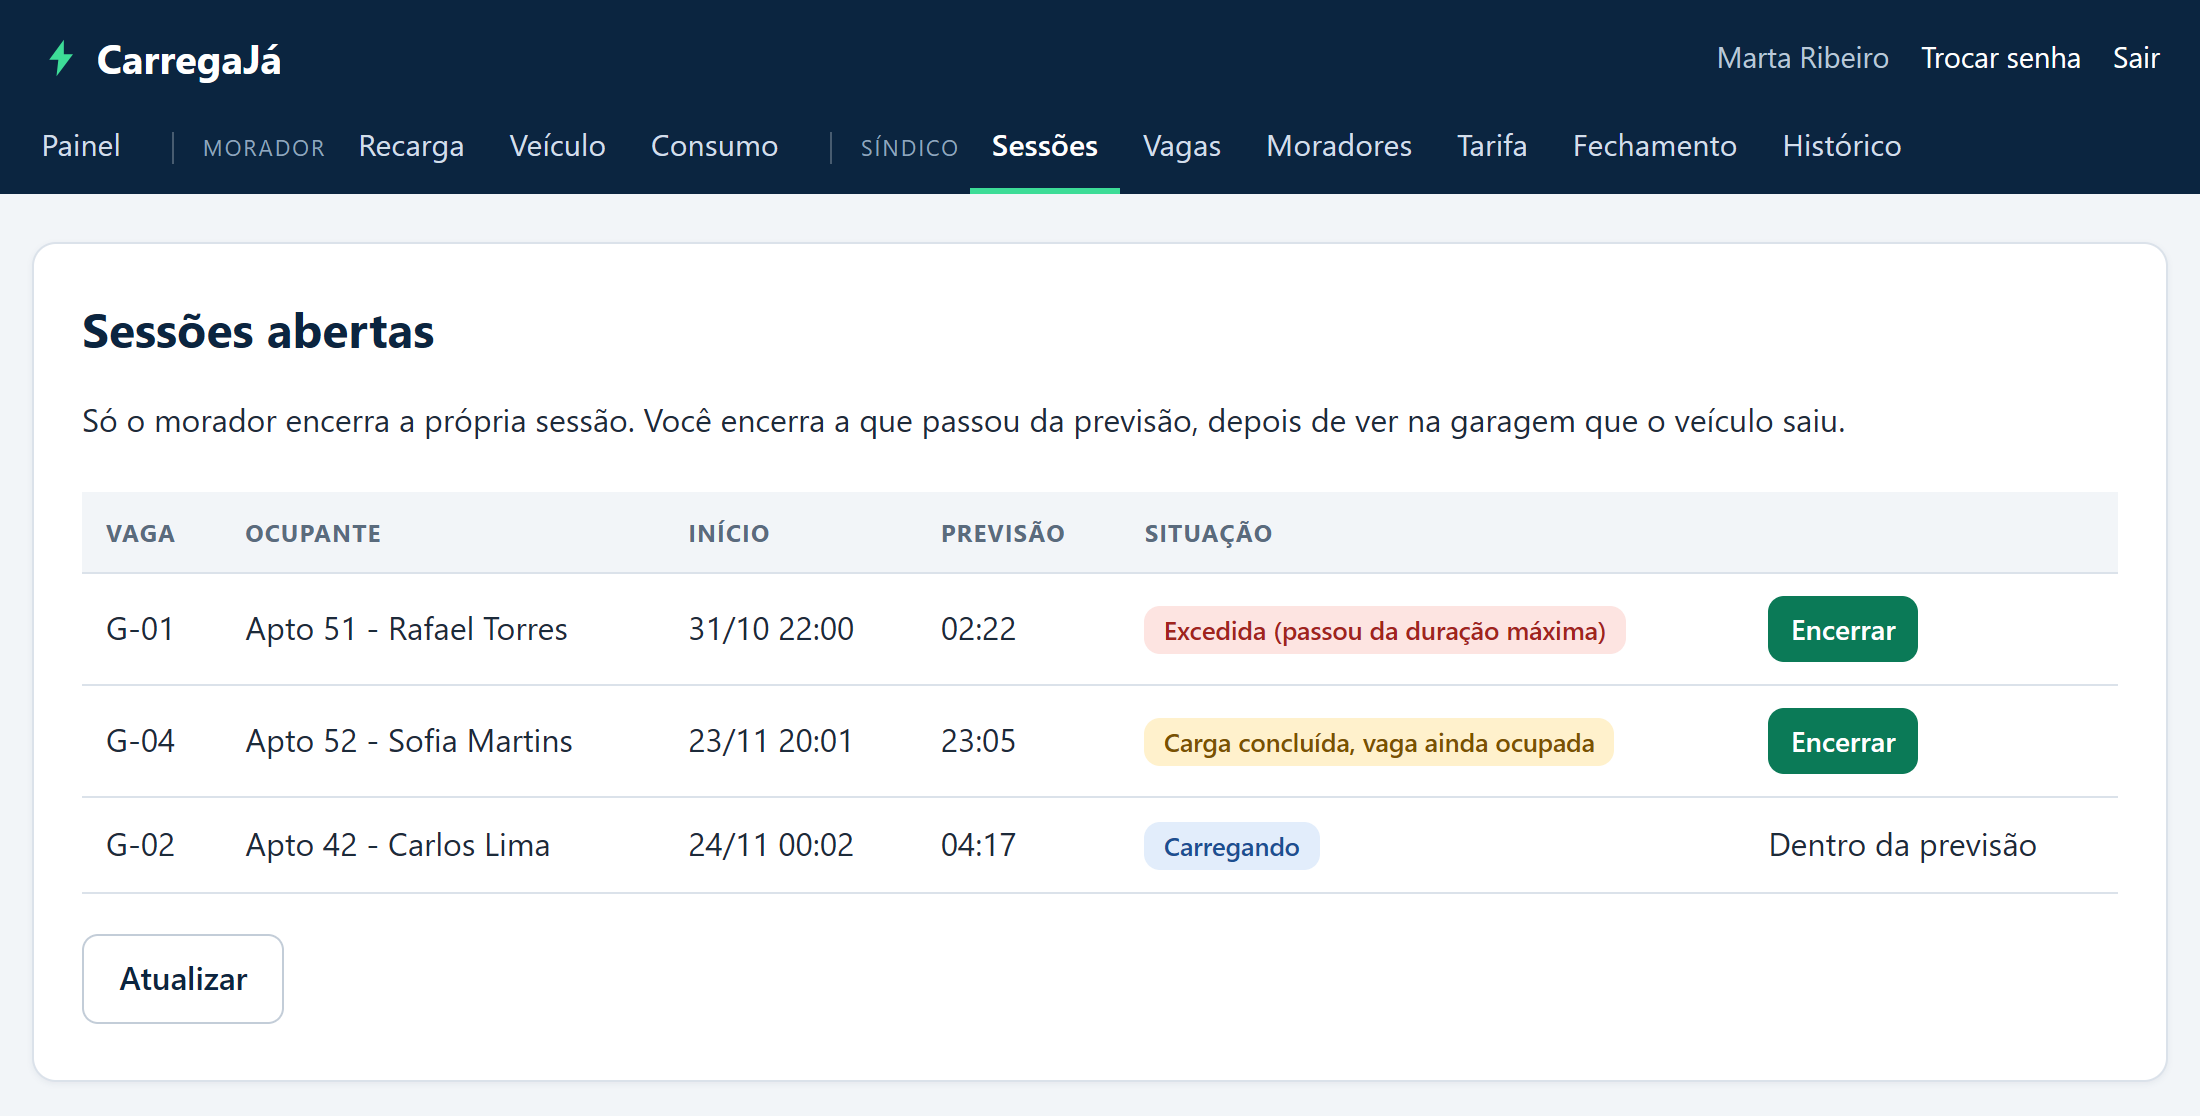 CarregaJá
Marta Ribeiro Trocar senha Sair
Painel MORADOR Recarga Veículo Consumo SÍNDICO Sessões Vagas Moradores Tarifa Fechamento Histórico
Sessões abertas
Só o morador encerra a própria sessão. Você encerra a que passou da previsão, depois de ver na garagem que o veículo saiu.
VAGA OCUPANTE INÍCIO PREVISÃO SITUAÇÃO
G-01 Apto 51 - Rafael Torres 31/10 22:00 02:22 Excedida (passou da duração máxima) Encerrar
G-04 Apto 52 - Sofia Martins 23/11 20:01 23:05 Carga concluída, vaga ainda ocupada Encerrar
G-02 Apto 42 - Carlos Lima 24/11 00:02 04:17 Carregando Dentro da previsão
Atualizar